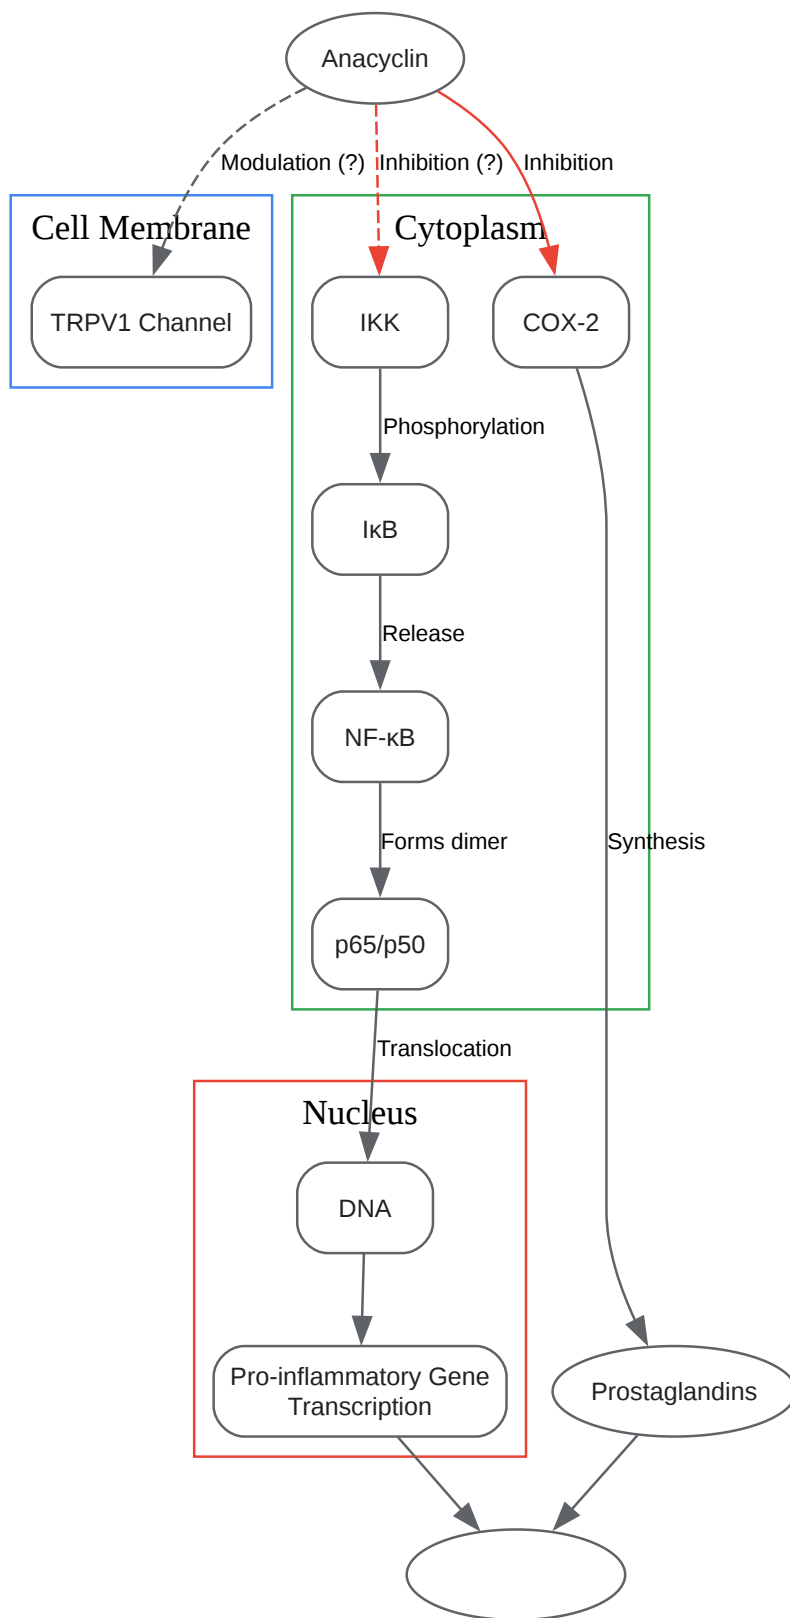 Anacyclin
Modulation (?)
Inhibition (?)
Inhibition
Cell Membrane
Cytoplasm
TRPV1 Channel
IKK
COX-2
Phosphorylation
IκB
Release
NF-κB
Forms dimer
Synthesis
p65/p50
Translocation
Nucleus
DNA
Pro-inflammatory Gene
Transcription
Prostaglandins